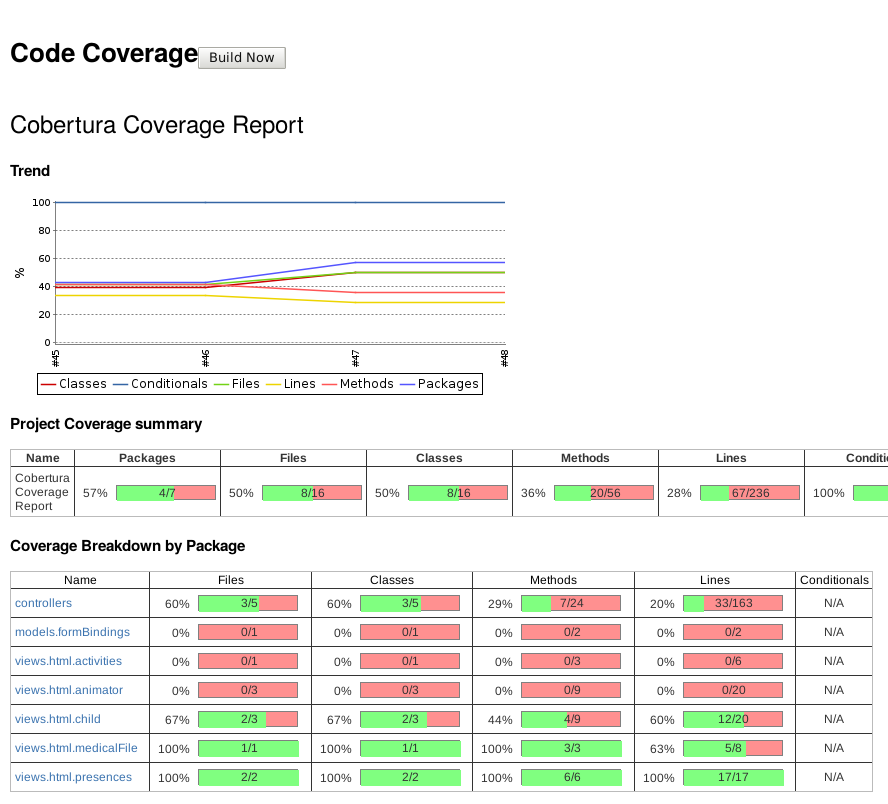 Code Coverage Build Now
Cobertura Coverage Report
Trend
100
80
60
40
20
0
%
#45 #46 #47 #48
Classes Conditionals Files Lines Methods Packages
Project Coverage summary
Name Packages Files Classes Methods Lines Conditio
Cobertura
Coverage
Report
57% 4/7 50% 8/16 50% 8/16 36% 20/56 28% 67/236 100%
Coverage Breakdown by Package
Name Files Classes Methods Lines Conditionals
controllers 60% 3/5 60% 3/5 29% 7/24 20% 33/163 N/A
models.formBindings 0% 0/1 0% 0/1 0% 0/2 0% 0/2 N/A
views.html.activities 0% 0/1 0% 0/1 0% 0/3 0% 0/6 N/A
views.html.animator 0% 0/3 0% 0/3 0% 0/9 0% 0/20 N/A
views.html.child 67% 2/3 67% 2/3 44% 4/9 60% 12/20 N/A
views.html.medicalFile 100% 1/1 100% 1/1 100% 3/3 63% 5/8 N/A
views.html.presences 100% 2/2 100% 2/2 100% 6/6 100% 17/17 N/A